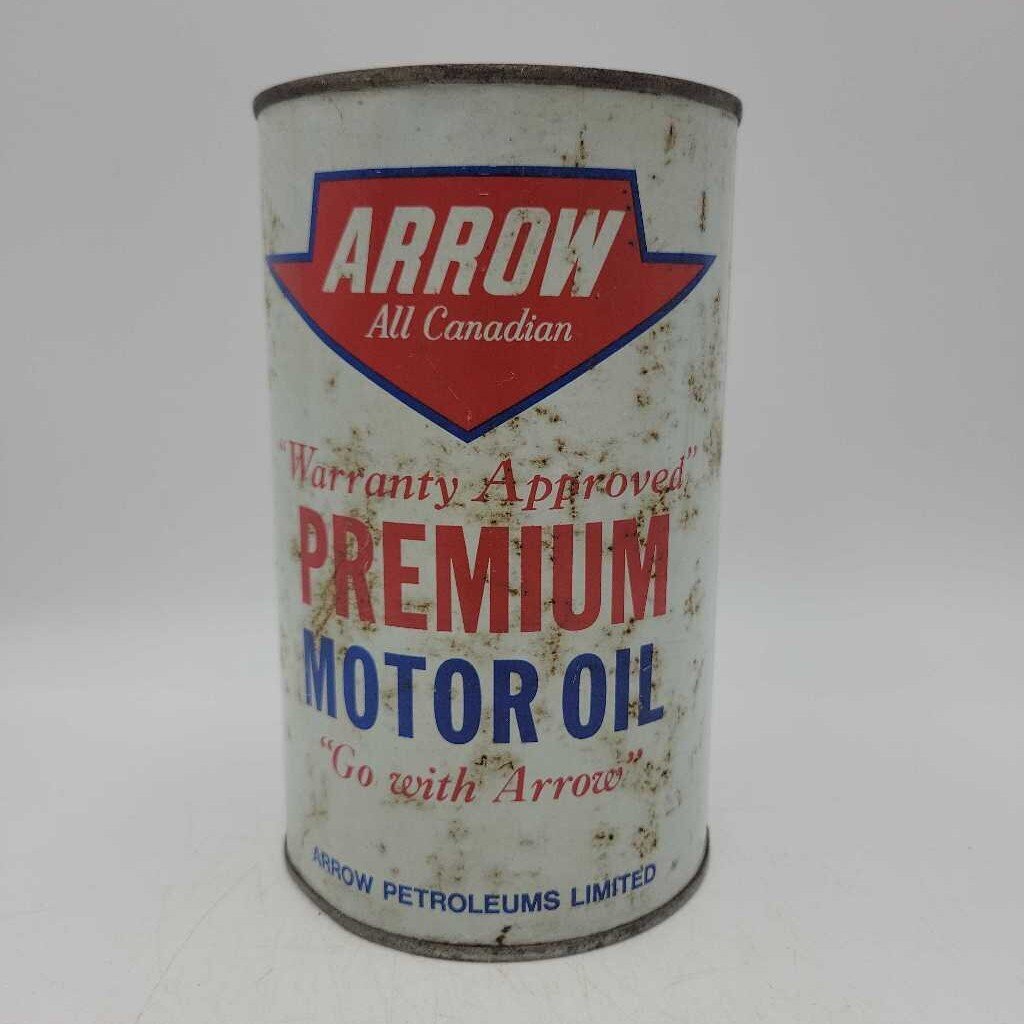 ARROW
All Canadian
"Warranty Approved"
PREMIUM
MOTOR OIL
"Go with Arrow"
ARROW PETROLEUMS LIMITED